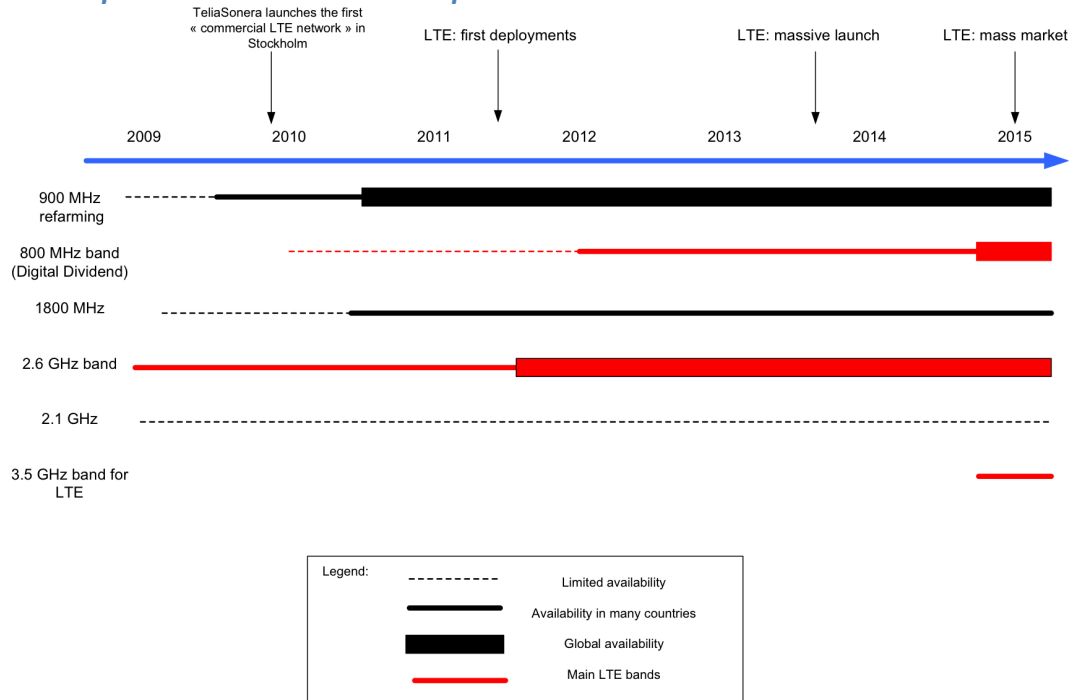 TeliaSonera launches the first
« commercial LTE network » in
Stockholm
LTE: first deployments
LTE: massive launch
LTE: mass market
2009
2010
2011
2012
2013
2014
2015
900 MHz
refarming
800 MHz band
(Digital Dividend)
1800 MHz
2.6 GHz band
2.1 GHz
3.5 GHz band for
LTE
Legend:
Limited availability
Availability in many countries
Global availability
Main LTE bands